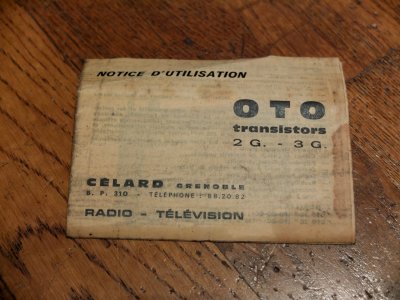 NOTICE D'UTILISATION
OTO
transistors
2 G. - 3 G.
CÉLARD GRENOBLE
B. P. 310 - TÉLÉPHONE : 88.20.82
RADIO - TÉLÉVISION